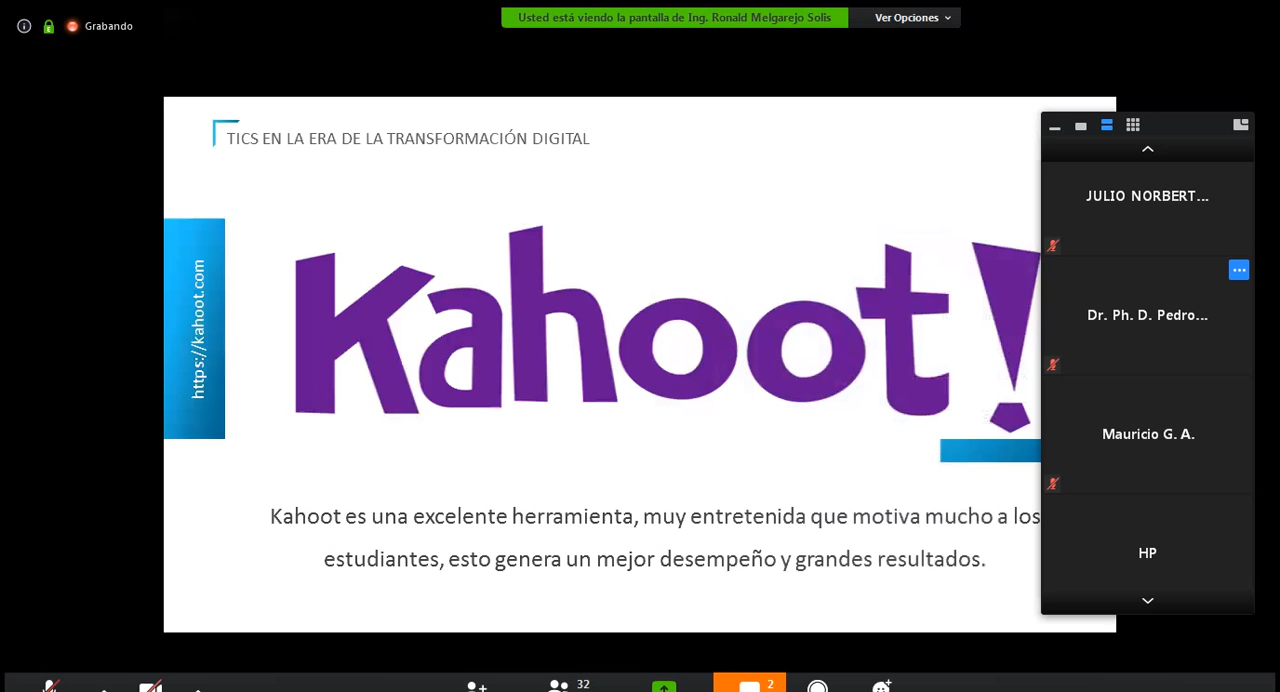 Grabando
Usted está viendo la pantalla de Ing. Ronald Melgarejo Solis
Ver Opciones
TICS EN LA ERA DE LA TRANSFORMACIÓN DIGITAL
https://kahoot.com
Kahoot!
Kahoot es una excelente herramienta, muy entretenida que motiva mucho a los
estudiantes, esto genera un mejor desempeño y grandes resultados.
JULIO NORBERT...
Dr. Ph. D. Pedro...
Mauricio G. A.
HP
32
2